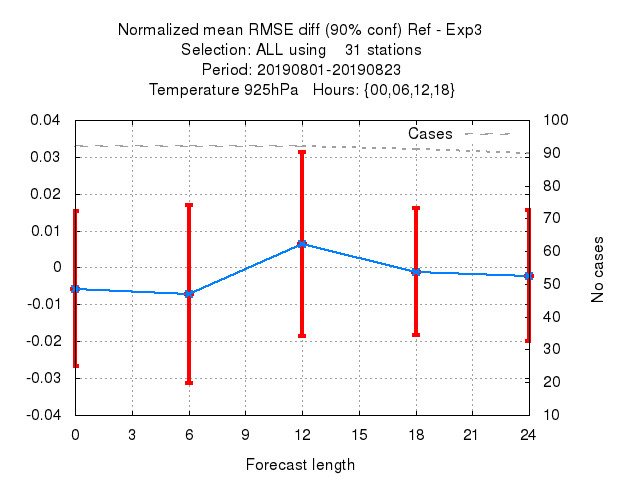 Normalized mean RMSE diff (90% conf) Ref - Exp3
Selection: ALL using    31 stations
Period: 20190801-20190823
Temperature 925hPa   Hours: {00,06,12,18}
0.04
0.03
0.02
0.01
0
-0.01
-0.02
-0.03
-0.04
Cases
100
90
80
70
60
50
40
30
20
10
No cases
0 3 6 9 12 15 18 21 24
Forecast length